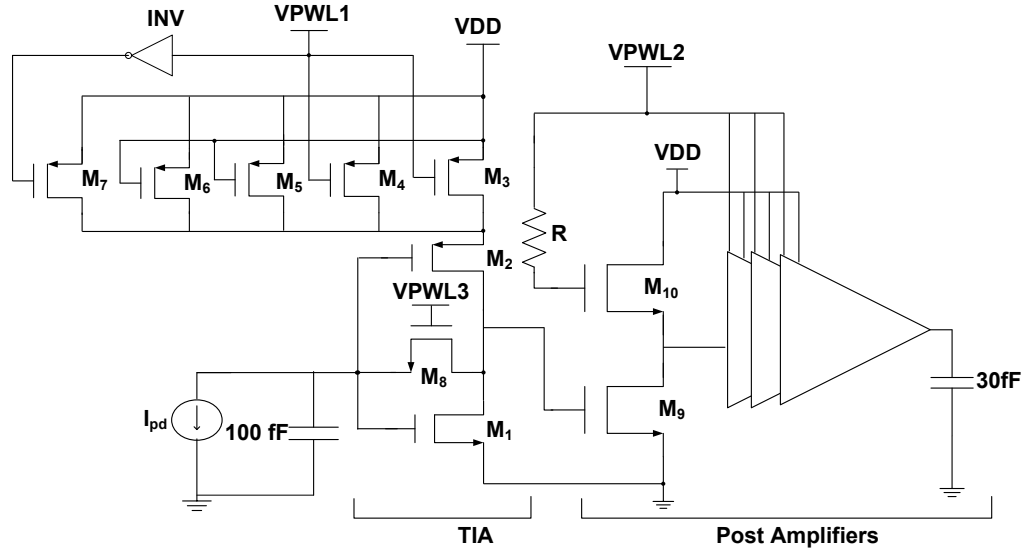 INV
VPWL1
VDD
VPWL2
M₇
M₆
M₅
M₄
M₃
VDD
R
M₂
M₁₀
VPWL3
M₈
Iₚd
100 fF
M₁
M₉
30fF
TIA
Post Amplifiers